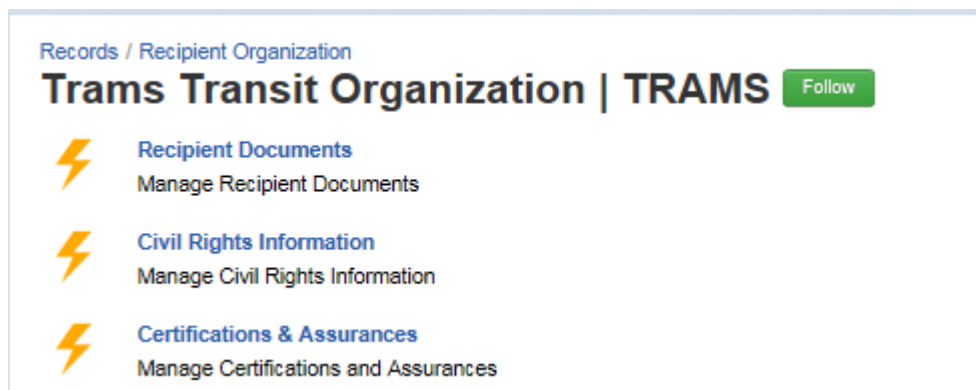 Records / Recipient Organization
Trams Transit Organization | TRAMS Follow
Recipient Documents
Manage Recipient Documents
Civil Rights Information
Manage Civil Rights Information
Certifications & Assurances
Manage Certifications and Assurances